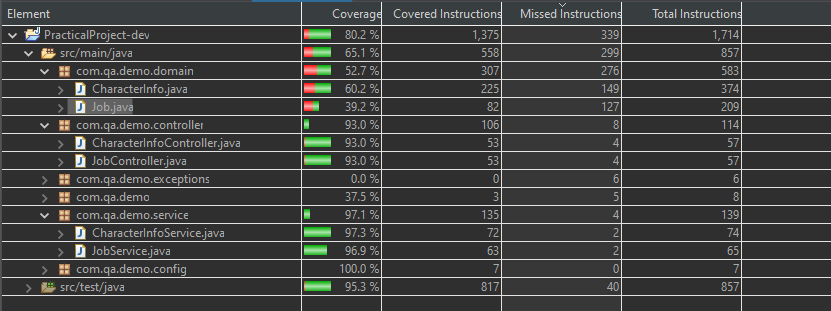 Element Coverage Covered Instructions Missed Instructions Total Instructions
PracticalProject-dev 80.2 % 1,375 339 1,714
src/main/java 65.1 % 558 299 857
com.qa.demo.domain 52.7 % 307 276 583
CharacterInfo.java 60.2 % 225 149 374
Job.java 39.2 % 82 127 209
com.qa.demo.controller 93.0 % 106 8 114
CharacterInfoController.java 93.0 % 53 4 57
JobController.java 93.0 % 53 4 57
com.qa.demo.exceptions 0.0 % 0 6 6
com.qa.demo 37.5 % 3 5 8
com.qa.demo.service 97.1 % 135 4 139
CharacterInfoService.java 97.3 % 72 2 74
JobService.java 96.9 % 63 2 65
com.qa.demo.config 100.0 % 7 0 7
src/test/java 95.3 % 817 40 857